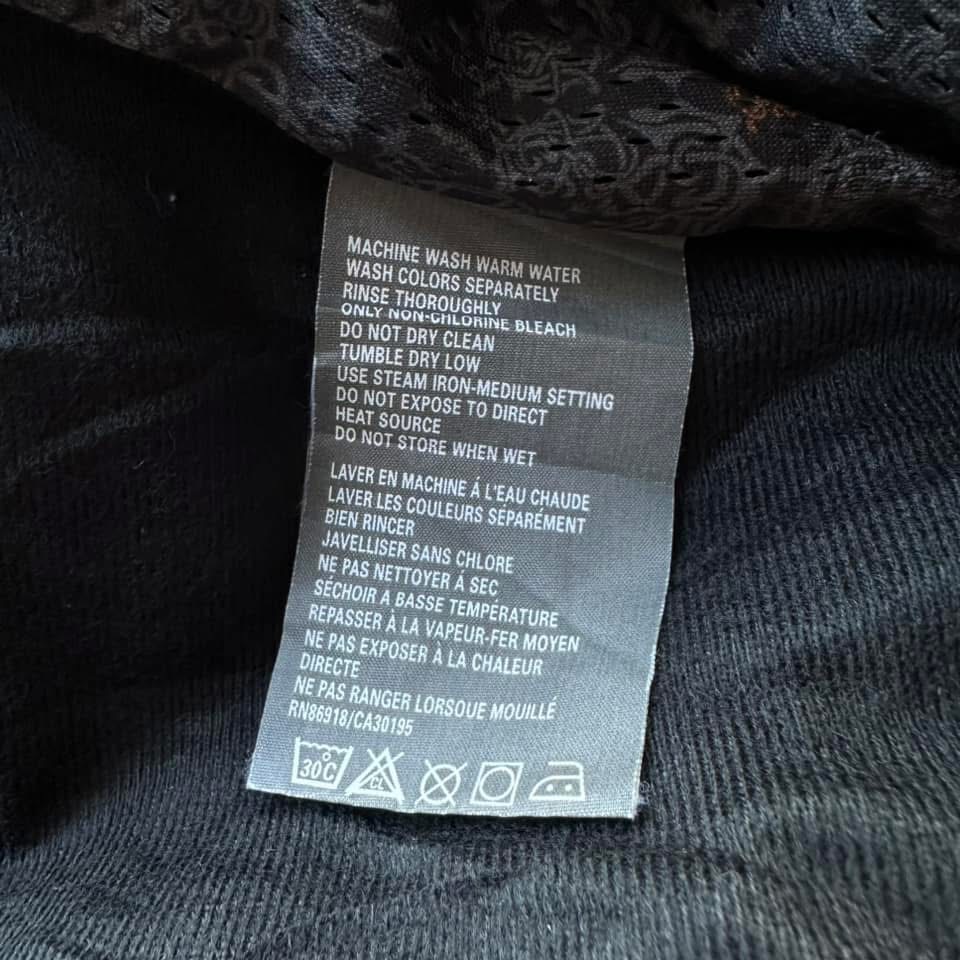 MACHINE WASH WARM WATER
WASH COLORS SEPARATELY
RINSE THOROUGHLY
ONLY NON-CHLORINE BLEACH
DO NOT DRY CLEAN
TUMBLE DRY LOW
USE STEAM IRON-MEDIUM SETTING
DO NOT EXPOSE TO DIRECT
HEAT SOURCE
DO NOT STORE WHEN WET
LAVER EN MACHINE Á L'EAU CHAUDE
LAVER LES COULEURS SEPARÉMENT
BIEN RINCER
JAVELLISER SANS CHLORE
NE PAS NETTOYER À SEC
SÉCHOIR A BASSE TEMPÉRATURE
REPASSER À LA VAPEUR-FER MOYEN
NE PAS EXPOSER À LA CHALEUR
DIRECTE
NE PAS RANGER LORSQUE MOUILLÉ
RN86918/CA30195
30°C CL